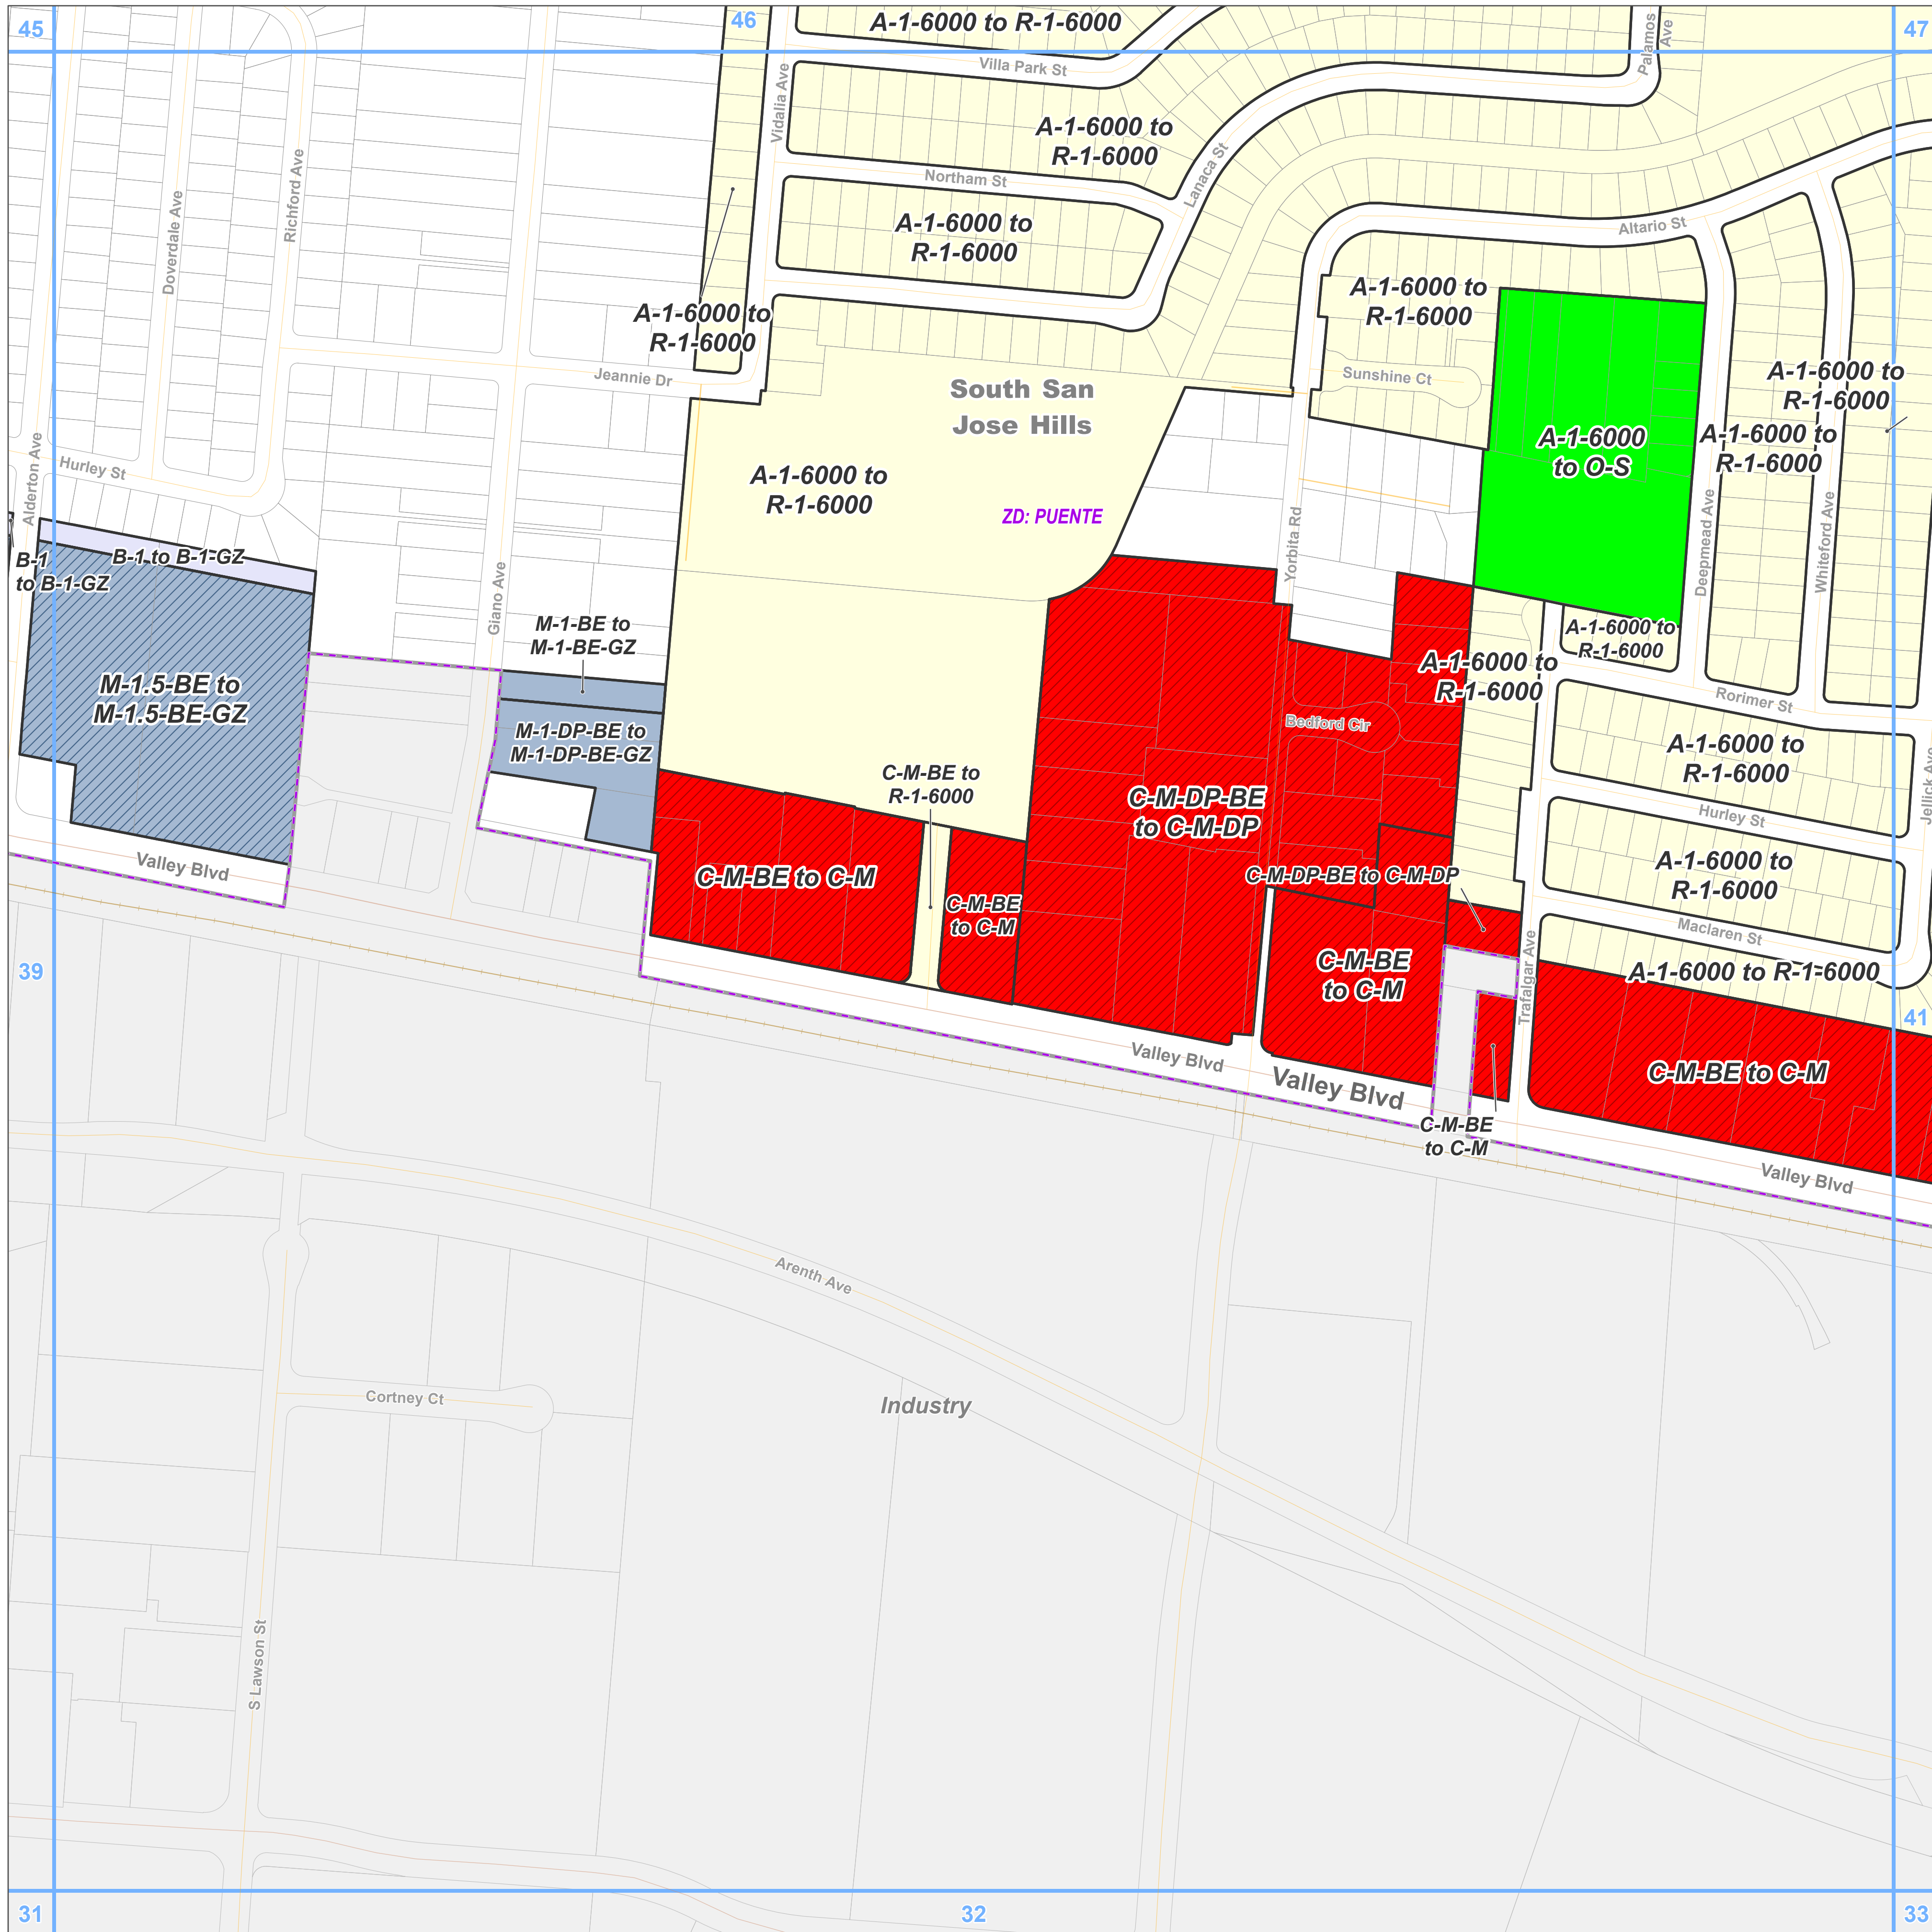 45
46
47
A-1-6000 to R-1-6000
Palamos
Ave
Villa Park St
Vidalia Ave
A-1-6000 to
R-1-6000
Richford Ave
Doverdale Ave
Northam St
Lanaca St
A-1-6000 to
R-1-6000
Altario St
A-1-6000 to
R-1-6000
A-1-6000 to
R-1-6000
Jeannie Dr
Sunshine Ct
South San
Jose Hills
A-1-6000 to
R-1-6000
A-1-6000
to O-S
A-1-6000 to
R-1-6000
Alderton Ave
Hurley St
A-1-6000 to
R-1-6000
ZD: PUENTE
Yorbita Rd
Deepmead Ave
Whiteford Ave
B-1
to B-1-GZ
B-1 to B-1-GZ
Giano Ave
M-1-BE to
M-1-BE-GZ
A-1-6000 to
R-1-6000
A-1-6000 to
R-1-6000
M-1.5-BE to
M-1.5-BE-GZ
Rorimer St
M-1-DP-BE to
M-1-DP-BE-GZ
Bedford Cir
A-1-6000 to
R-1-6000
C-M-BE to
R-1-6000
C-M-DP-BE
to C-M-DP
Jellick Ave
Hurley St
Valley Blvd
C-M-BE to C-M
C-M-DP-BE to C-M-DP
A-1-6000 to
R-1-6000
C-M-BE
to C-M
Maclaren St
39
C-M-BE
to C-M
Trafalgar Ave
A-1-6000 to R-1-6000
41
Valley Blvd
Valley Blvd
C-M-BE to C-M
C-M-BE
to C-M
Valley Blvd
Arenth Ave
Cortney Ct
Industry
S Lawson St
31
32
33